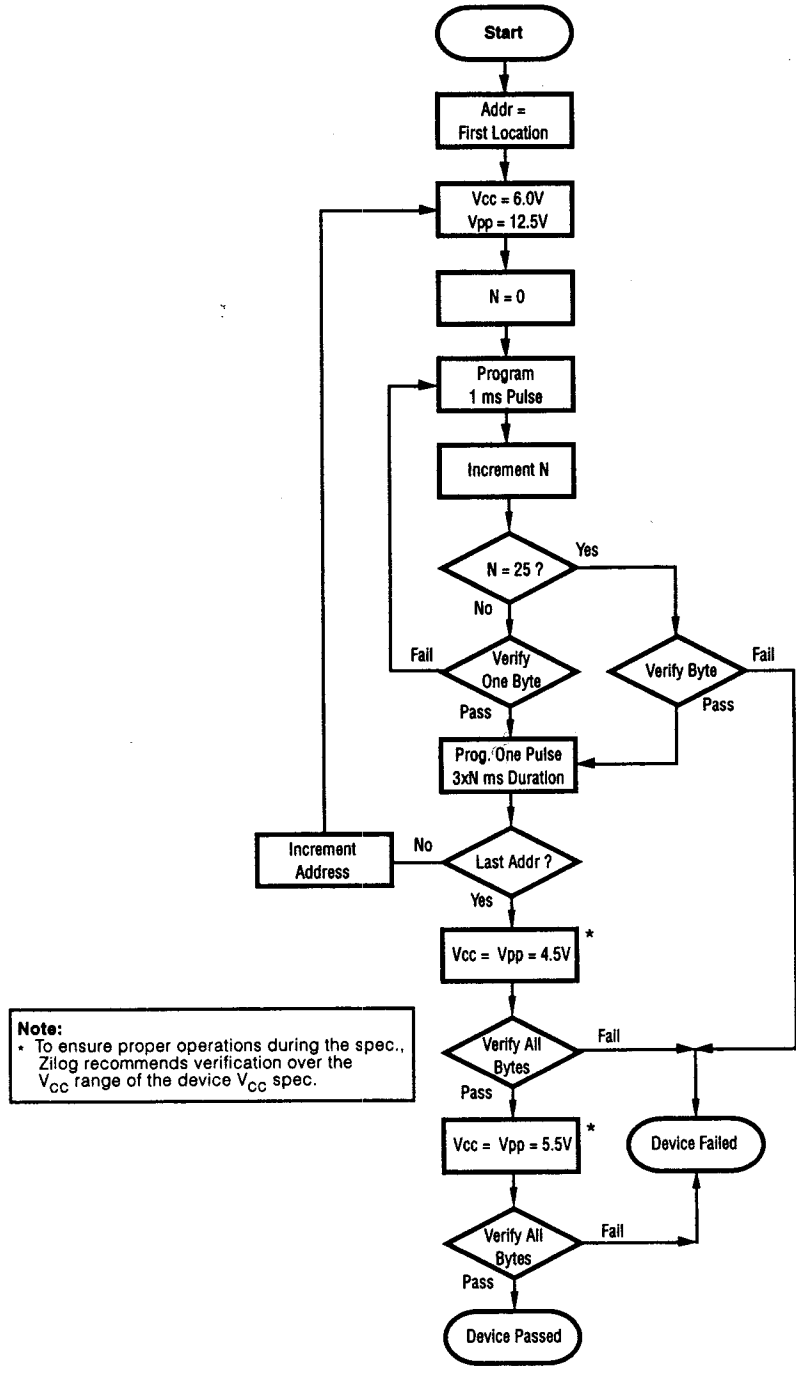 Start
Addr =
First Location
Vcc = 6.0V
Vpp = 12.5V
N = 0
Program
1 ms Pulse
Increment N
N = 25 ?
Yes
No
Verify
One Byte
Fail
Pass
Verify Byte
Fail
Pass
Prog. One Pulse
3xN ms Duration
Last Addr ?
No
Increment
Address
Yes
Vcc = Vpp = 4.5V
*
Verify All
Bytes
Fail
Pass
Note:
* To ensure proper operations during the spec.,
Zilog recommends verification over the
VCC range of the device VCC spec.
Vcc = Vpp = 5.5V
*
Device Failed
Verify All
Bytes
Fail
Pass
Device Passed